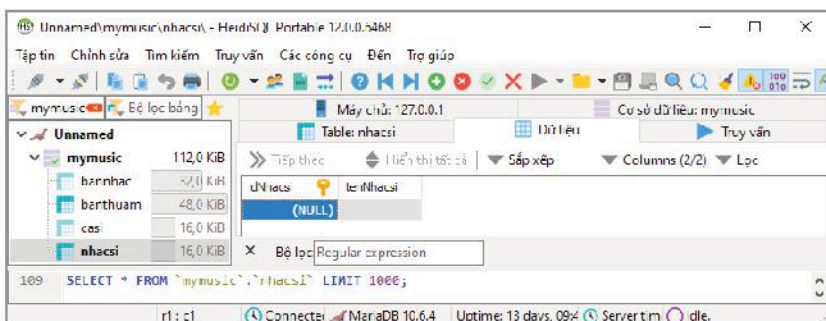 Unnamed\mymusic\nhacsi\ - HeidiSQL Portable 12.0.0.6468
Tập tin Chỉnh sửa Tìm kiếm Truy vấn Các công cụ Đến Trợ giúp
mymusic Bộ lọc bảng Máy chủ: 127.0.0.1 Cơ sở dữ liệu: mymusic
Unnamed Table: nhacsi Dữ liệu Truy vấn
mymusic 112,0 KiB Tiếp theo Hiển thị tất cả Sắp xếp Columns (2/2) Lọc
bannhac 32,0 KiB idNhacsi tenNhacsi
banthuam 48,0 KiB (NULL)
casi 16,0 KiB
nhacsi 16,0 KiB × Bộ lọc Regular expression
109 SELECT * FROM `mymusic`.`nhacsi` LIMIT 1000;
r1 : c1 Connected MariaDB 10.6.4 Uptime: 13 days, 09:4 Server tim Idle.